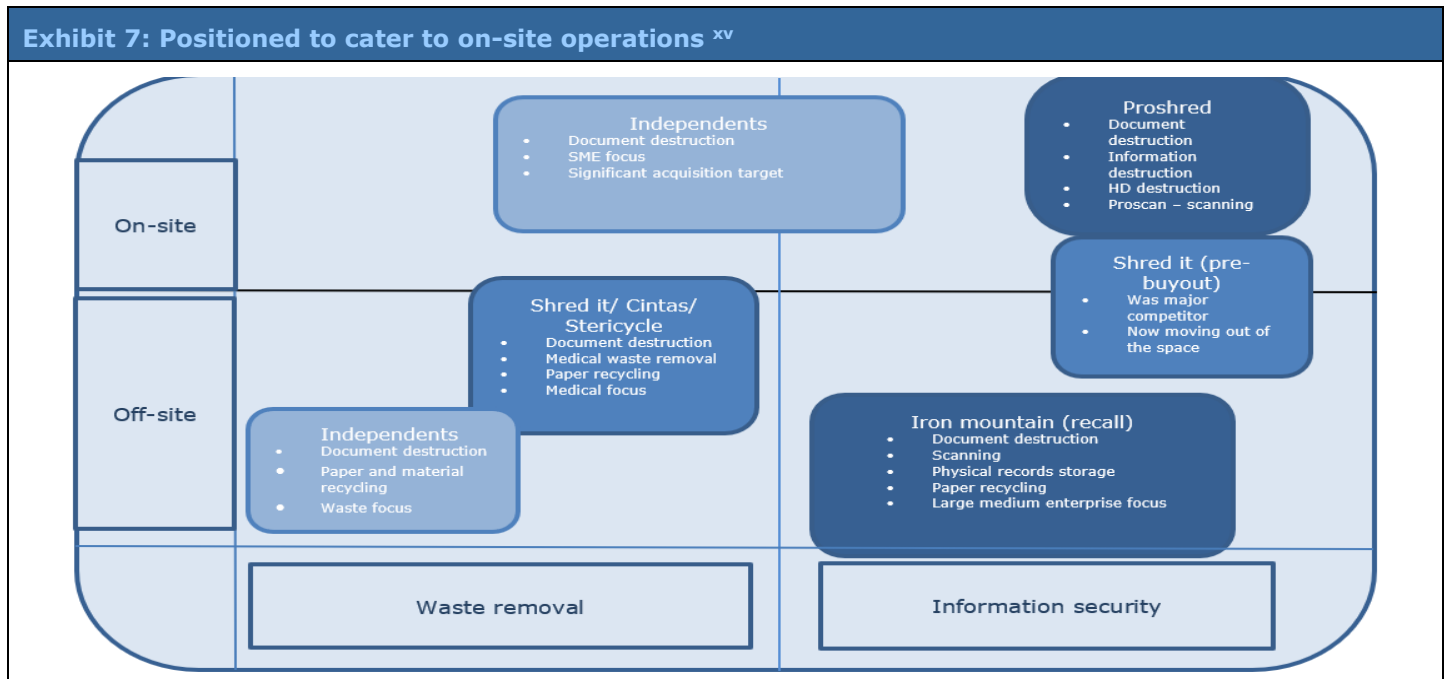 Exhibit 7: Positioned to cater to on-site operations xv
Independents
• Document destruction
• SME focus
• Significant acquisition target
Proshred
• Document
destruction
• Information
destruction
• HD destruction
• Proscan – scanning
On-site
Shred it (pre-
buyout)
• Was major
competitor
• Now moving out of
the space
Shred it/ Cintas/
Stericycle
• Document destruction
• Medical waste removal
• Paper recycling
• Medical focus
Off-site
Independents
• Document destruction
• Paper and material
recycling
• Waste focus
Iron mountain (recall)
• Document destruction
• Scanning
• Physical records storage
• Paper recycling
• Large medium enterprise focus
Waste removal
Information security